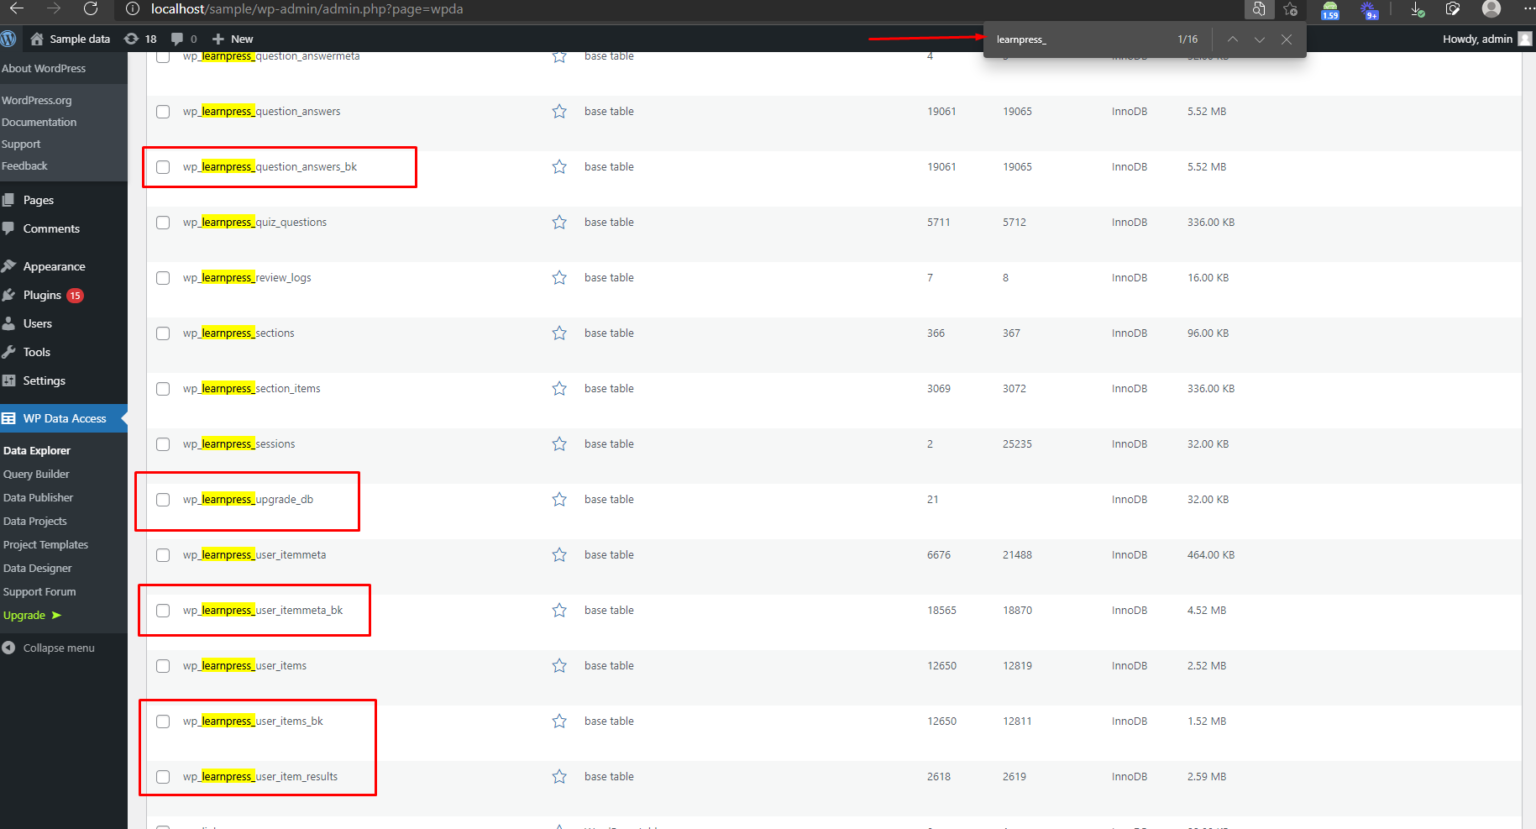 localhost/sample/wp-admin/admin.php?page=wpda
1.59
9+
Sample data 18 0 New
learnpress_ 1/16
Howdy, admin
About WordPress
WordPress.org
Documentation
Support
Feedback
Pages
Comments
Appearance
Plugins 15
Users
Tools
Settings
WP Data Access
Data Explorer
Query Builder
Data Publisher
Data Projects
Project Templates
Data Designer
Support Forum
Upgrade
Collapse menu
wp_learnpress_question_answermeta base table 4
wp_learnpress_question_answers base table 19061 19065 InnoDB 5.52 MB
wp_learnpress_question_answers_bk base table 19061 19065 InnoDB 5.52 MB
wp_learnpress_quiz_questions base table 5711 5712 InnoDB 336.00 KB
wp_learnpress_review_logs base table 7 8 InnoDB 16.00 KB
wp_learnpress_sections base table 366 367 InnoDB 96.00 KB
wp_learnpress_section_items base table 3069 3072 InnoDB 336.00 KB
wp_learnpress_sessions base table 2 25235 InnoDB 32.00 KB
wp_learnpress_upgrade_db base table 21 InnoDB 32.00 KB
wp_learnpress_user_itemmeta base table 6676 21488 InnoDB 464.00 KB
wp_learnpress_user_itemmeta_bk base table 18565 18870 InnoDB 4.52 MB
wp_learnpress_user_items base table 12650 12819 InnoDB 2.52 MB
wp_learnpress_user_items_bk base table 12650 12811 InnoDB 1.52 MB
wp_learnpress_user_item_results base table 2618 2619 InnoDB 2.59 MB